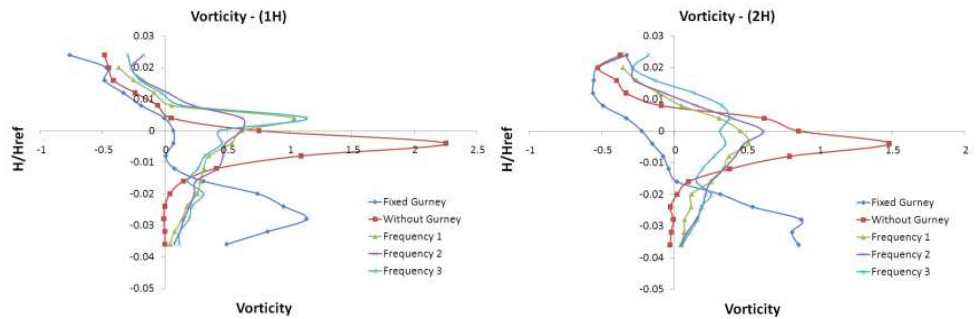 Vorticity - (1H)
0.03
0.02
0.01
0
-0.01
-0.02
-0.03
-0.04
-0.05
-1
-0.5
0
0.5
1
1.5
2
2.5
H/Href
Vorticity
Fixed Gurney
Without Gurney
Frequency 1
Frequency 2
Frequency 3
Vorticity - (2H)
0.03
0.02
0.01
0
-0.01
-0.02
-0.03
-0.04
-0.05
-1
-0.5
0
0.5
1
1.5
2
H/Href
Vorticity
Fixed Gurney
Without Gurney
Frequency 1
Frequency 2
Frequency 3